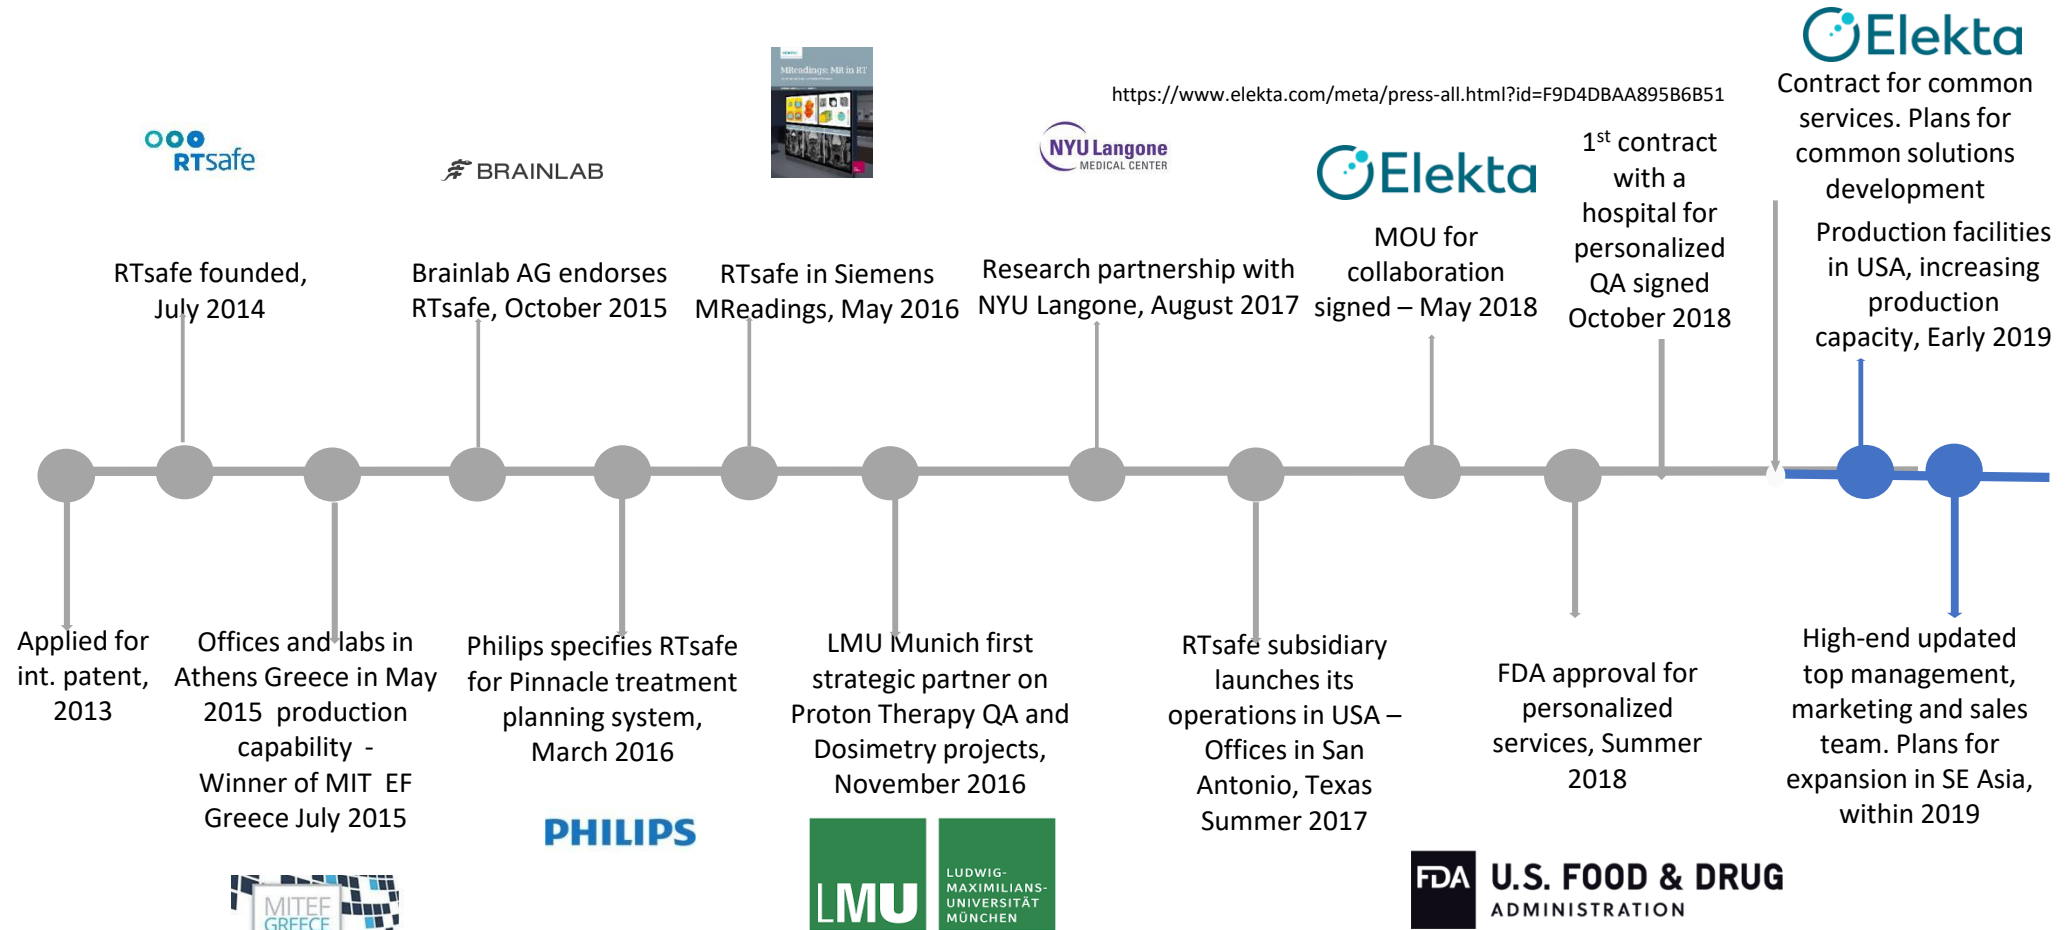 Elekta
Contract for common
services. Plans for
common solutions
development
https://www.elekta.com/meta/press-all.html?id=F9D4DBAA895B6B51
MReadings: MR in RT
RTsafe
BRAINLAB
NYU Langone
MEDICAL CENTER
Elekta
1st contract
with a
hospital for
personalized
QA signed
October 2018
RTsafe founded,
July 2014
Brainlab AG endorses
RTsafe, October 2015
RTsafe in Siemens
MReadings, May 2016
Research partnership with
NYU Langone, August 2017
MOU for
collaboration
signed – May 2018
Production facilities
in USA, increasing
production
capacity, Early 2019
Applied for
int. patent,
2013
Offices and labs in
Athens Greece in May
2015 production
capability -
Winner of MIT EF
Greece July 2015
MITEF
GREECE
Philips specifies RTsafe
for Pinnacle treatment
planning system,
March 2016
PHILIPS
LMU Munich first
strategic partner on
Proton Therapy QA and
Dosimetry projects,
November 2016
LMU
LUDWIG-
MAXIMILIANS-
UNIVERSITÄT
MÜNCHEN
RTsafe subsidiary
launches its
operations in USA –
Offices in San
Antonio, Texas
Summer 2017
FDA approval for
personalized
services, Summer
2018
FDA
U.S. FOOD & DRUG
ADMINISTRATION
High-end updated
top management,
marketing and sales
team. Plans for
expansion in SE Asia,
within 2019